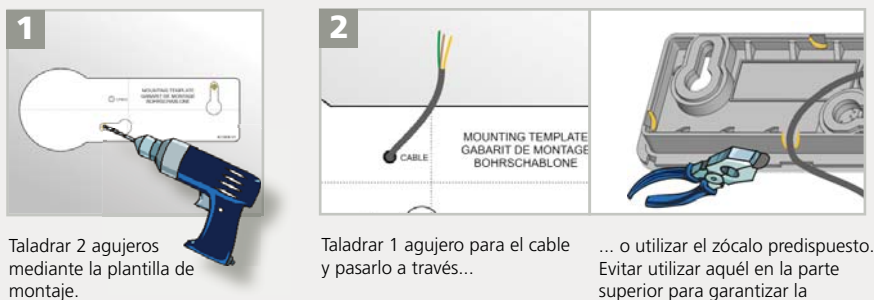 1
MOUNTING TEMPLATE
GABARIT DE MONTAGE
BOHRSCHABLONE
Taladrar 2 agujeros
mediante la plantilla de
montaje.
2
CABLE
MOUNTING TEMPLATE
GABARIT DE MONTAGE
BOHRSCHABLONE
Taladrar 1 agujero para el cable
y pasarlo a través...
... o utilizar el zócalo predispuesto.
Evitar utilizar aquél en la parte
superior para garantizar la